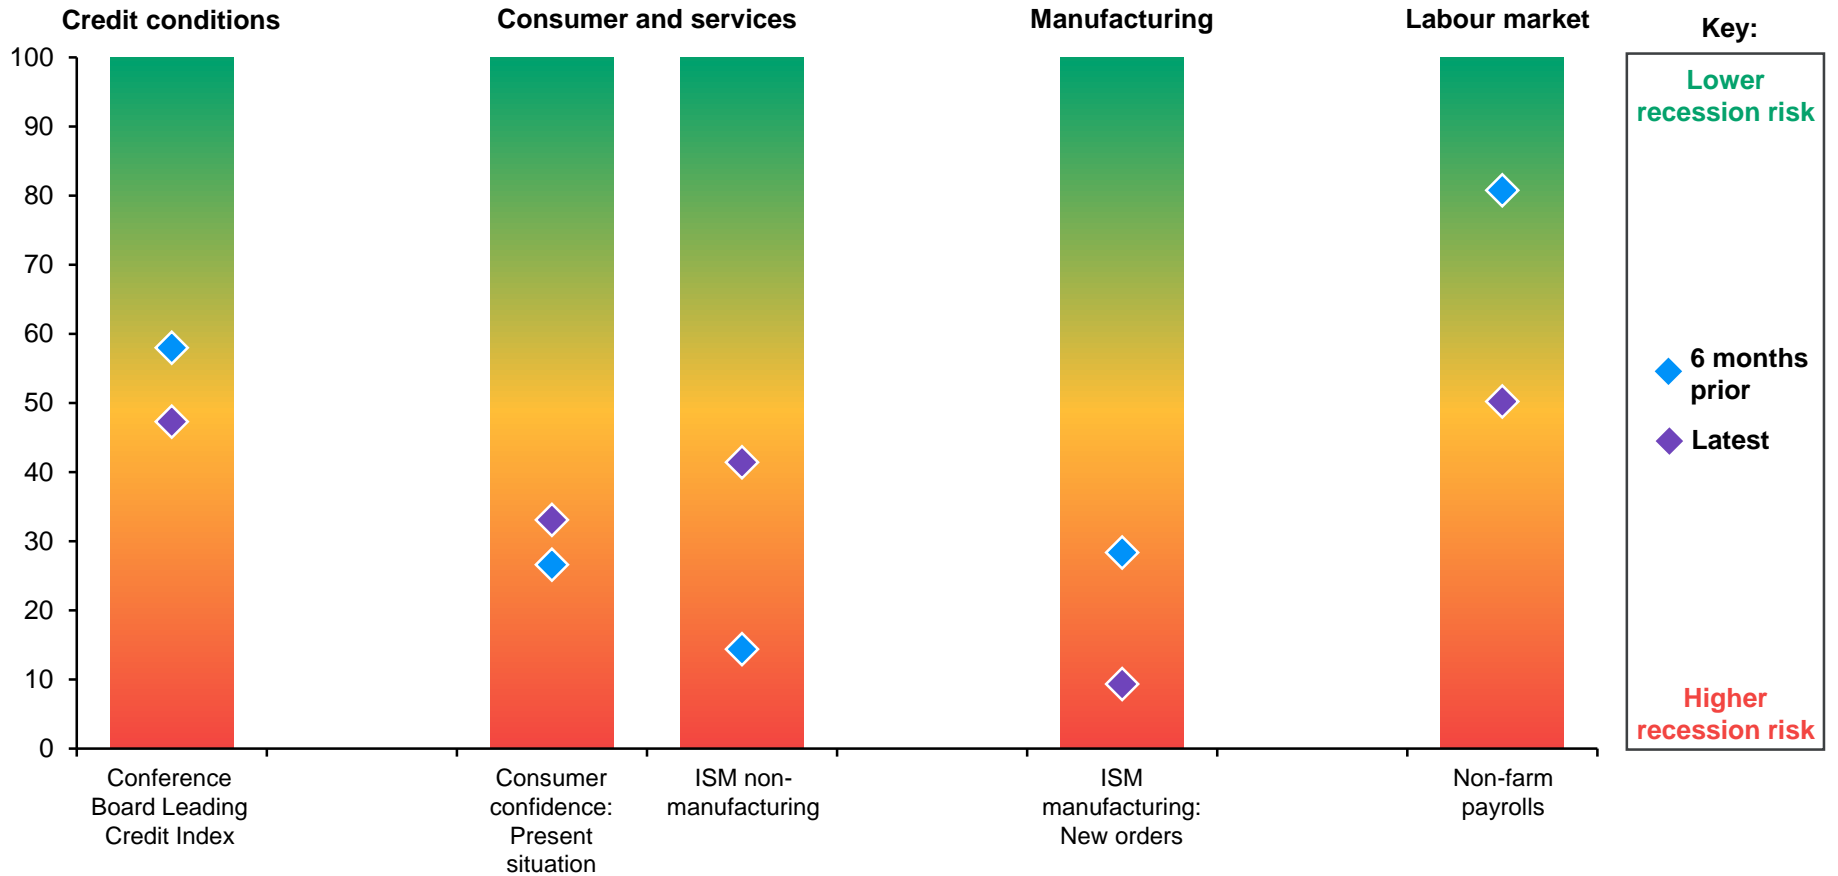 Credit conditions
Consumer and services
Manufacturing
Labour market
Key:
100
90
80
70
60
50
40
30
20
10
0
Lower
recession risk
6 months
prior
Latest
Higher
recession risk
Conference
Board Leading
Credit Index
Consumer
confidence:
Present
situation
ISM non-
manufacturing
ISM
manufacturing:
New orders
Non-farm
payrolls